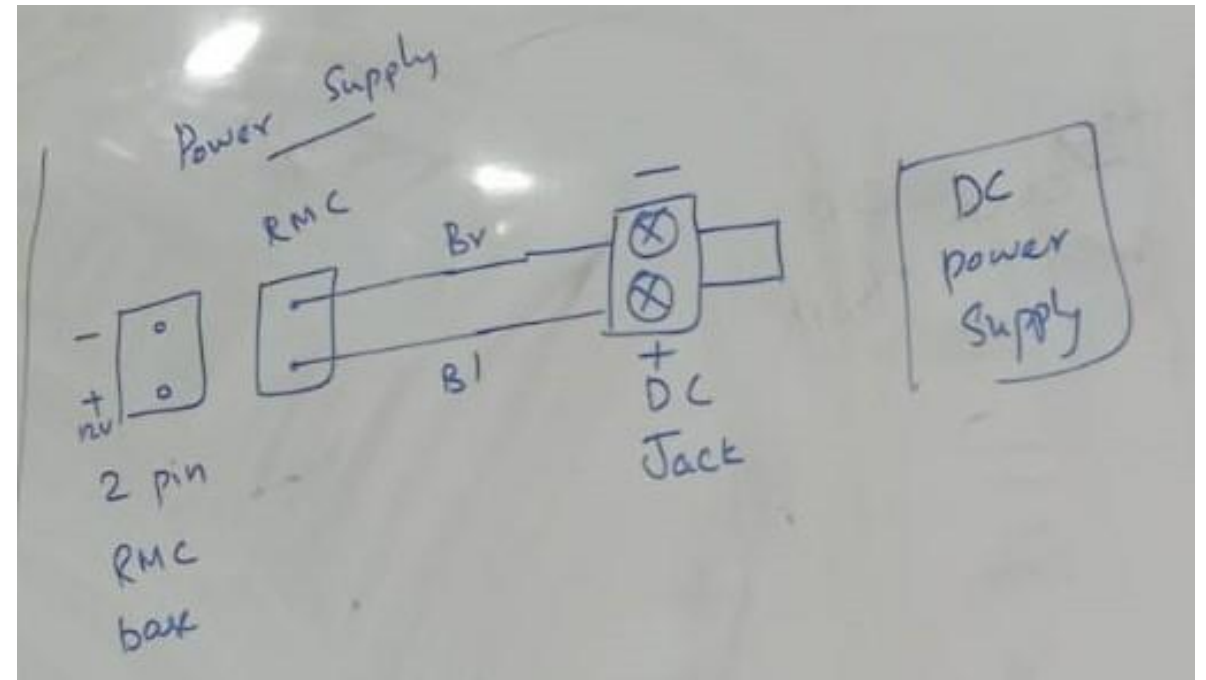 Power Supply
RMC
Br
Bl
-
+
12V
2 pin
RMC
box
-
+
DC
Jack
DC
power
Supply